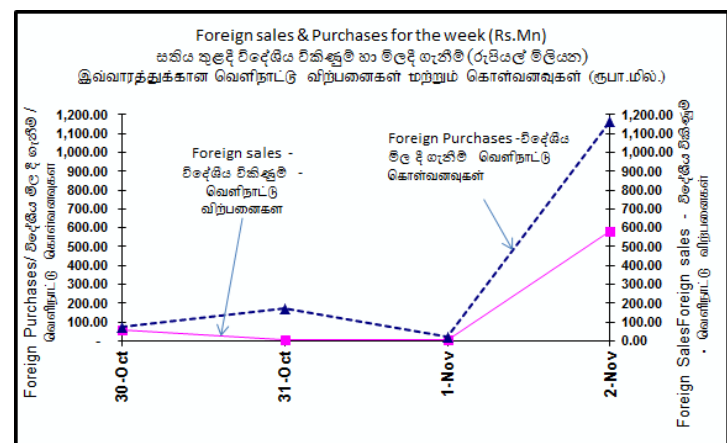 Foreign sales & Purchases for the week (Rs.Mn)
සතිය තුළදී විදේශීය විකිණුම් හා මිලදී ගැනීම් (රුපියල් මිලියන)
இவ்வாரத்துக்கான வெளிநாட்டு விற்பனைகள் மற்றும் கொள்வனவுகள் (ரூபா.மில்.)
Foreign Purchases/ විදේශීය මිල දී ගැනීම් /
வெளிநாட்டு கொள்வனவுகள்
1,200.00
1,100.00
1,000.00
900.00
800.00
700.00
600.00
500.00
400.00
300.00
200.00
100.00
-
Foreign sales -
විදේශීය විකිණුම් -
வெளிநாட்டு
விற்பனைகள
Foreign Purchases -විදේශීය
මිල දී ගැනීම් வெளிநாட்டு
கொள்வனவுகள்
1,200.00
1,100.00
1,000.00
900.00
800.00
700.00
600.00
500.00
400.00
300.00
200.00
100.00
0.00
Foreign SalesForeign sales - විදේශීය විකිණුම්
- வெளிநாட்டு விற்பனைகள்
30-Oct
31-Oct
1-Nov
2-Nov